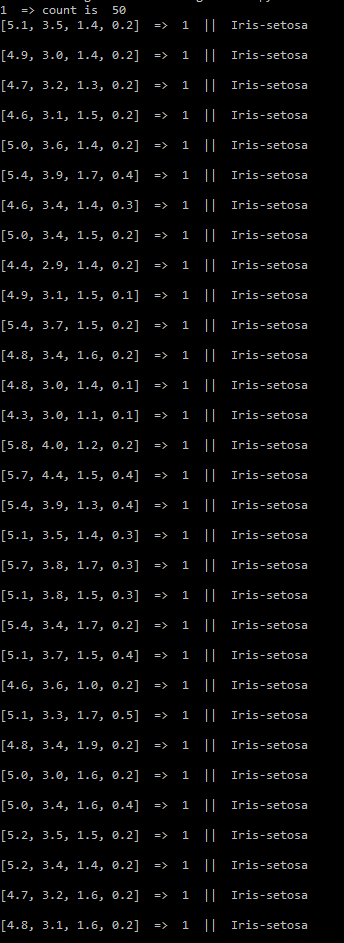 1  => count is  50
[5.1, 3.5, 1.4, 0.2]  =>  1  ||  Iris-setosa
[4.9, 3.0, 1.4, 0.2]  =>  1  ||  Iris-setosa
[4.7, 3.2, 1.3, 0.2]  =>  1  ||  Iris-setosa
[4.6, 3.1, 1.5, 0.2]  =>  1  ||  Iris-setosa
[5.0, 3.6, 1.4, 0.2]  =>  1  ||  Iris-setosa
[5.4, 3.9, 1.7, 0.4]  =>  1  ||  Iris-setosa
[4.6, 3.4, 1.4, 0.3]  =>  1  ||  Iris-setosa
[5.0, 3.4, 1.5, 0.2]  =>  1  ||  Iris-setosa
[4.4, 2.9, 1.4, 0.2]  =>  1  ||  Iris-setosa
[4.9, 3.1, 1.5, 0.1]  =>  1  ||  Iris-setosa
[5.4, 3.7, 1.5, 0.2]  =>  1  ||  Iris-setosa
[4.8, 3.4, 1.6, 0.2]  =>  1  ||  Iris-setosa
[4.8, 3.0, 1.4, 0.1]  =>  1  ||  Iris-setosa
[4.3, 3.0, 1.1, 0.1]  =>  1  ||  Iris-setosa
[5.8, 4.0, 1.2, 0.2]  =>  1  ||  Iris-setosa
[5.7, 4.4, 1.5, 0.4]  =>  1  ||  Iris-setosa
[5.4, 3.9, 1.3, 0.4]  =>  1  ||  Iris-setosa
[5.1, 3.5, 1.4, 0.3]  =>  1  ||  Iris-setosa
[5.7, 3.8, 1.7, 0.3]  =>  1  ||  Iris-setosa
[5.1, 3.8, 1.5, 0.3]  =>  1  ||  Iris-setosa
[5.4, 3.4, 1.7, 0.2]  =>  1  ||  Iris-setosa
[5.1, 3.7, 1.5, 0.4]  =>  1  ||  Iris-setosa
[4.6, 3.6, 1.0, 0.2]  =>  1  ||  Iris-setosa
[5.1, 3.3, 1.7, 0.5]  =>  1  ||  Iris-setosa
[4.8, 3.4, 1.9, 0.2]  =>  1  ||  Iris-setosa
[5.0, 3.0, 1.6, 0.2]  =>  1  ||  Iris-setosa
[5.0, 3.4, 1.6, 0.4]  =>  1  ||  Iris-setosa
[5.2, 3.5, 1.5, 0.2]  =>  1  ||  Iris-setosa
[5.2, 3.4, 1.4, 0.2]  =>  1  ||  Iris-setosa
[4.7, 3.2, 1.6, 0.2]  =>  1  ||  Iris-setosa
[4.8, 3.1, 1.6, 0.2]  =>  1  ||  Iris-setosa